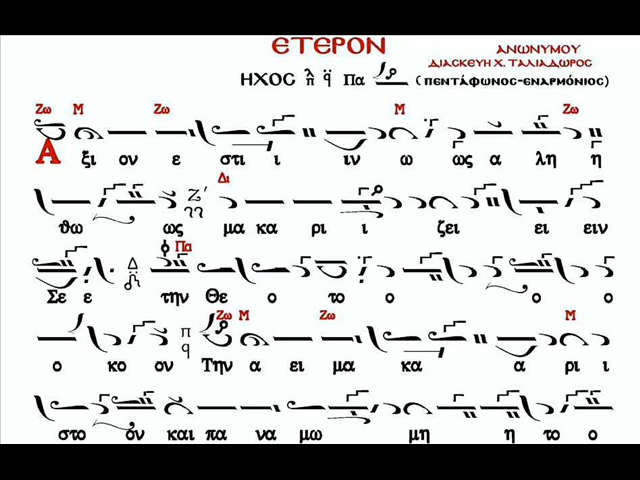 ΕΤΕΡΟΝ
ΑΝΩΝΥΜΟΥ
ΔΙΑΣΚΕΥΗ Χ. ΤΑΛΙΑΔΩΡΟΣ
ΗΧΟΣ Πα (ΠΕΝΤΑΦΩΝΟΣ-ΕΝΑΡΜΟΝΙΟΣ)
Ζω Μ Ζω Μ Ζω
Α ξι ον ε στι ι ιν ω ως α λη η
Δι
θω ως μα κα ρι ι ζει ει ειν
Πα
Σε ε την Θε ο το ο ο ο
Ζω Μ Ζω Μ
ο κο ον Την α ει μα κα α ρι ι
στο ον και πα να μω μη η το ο